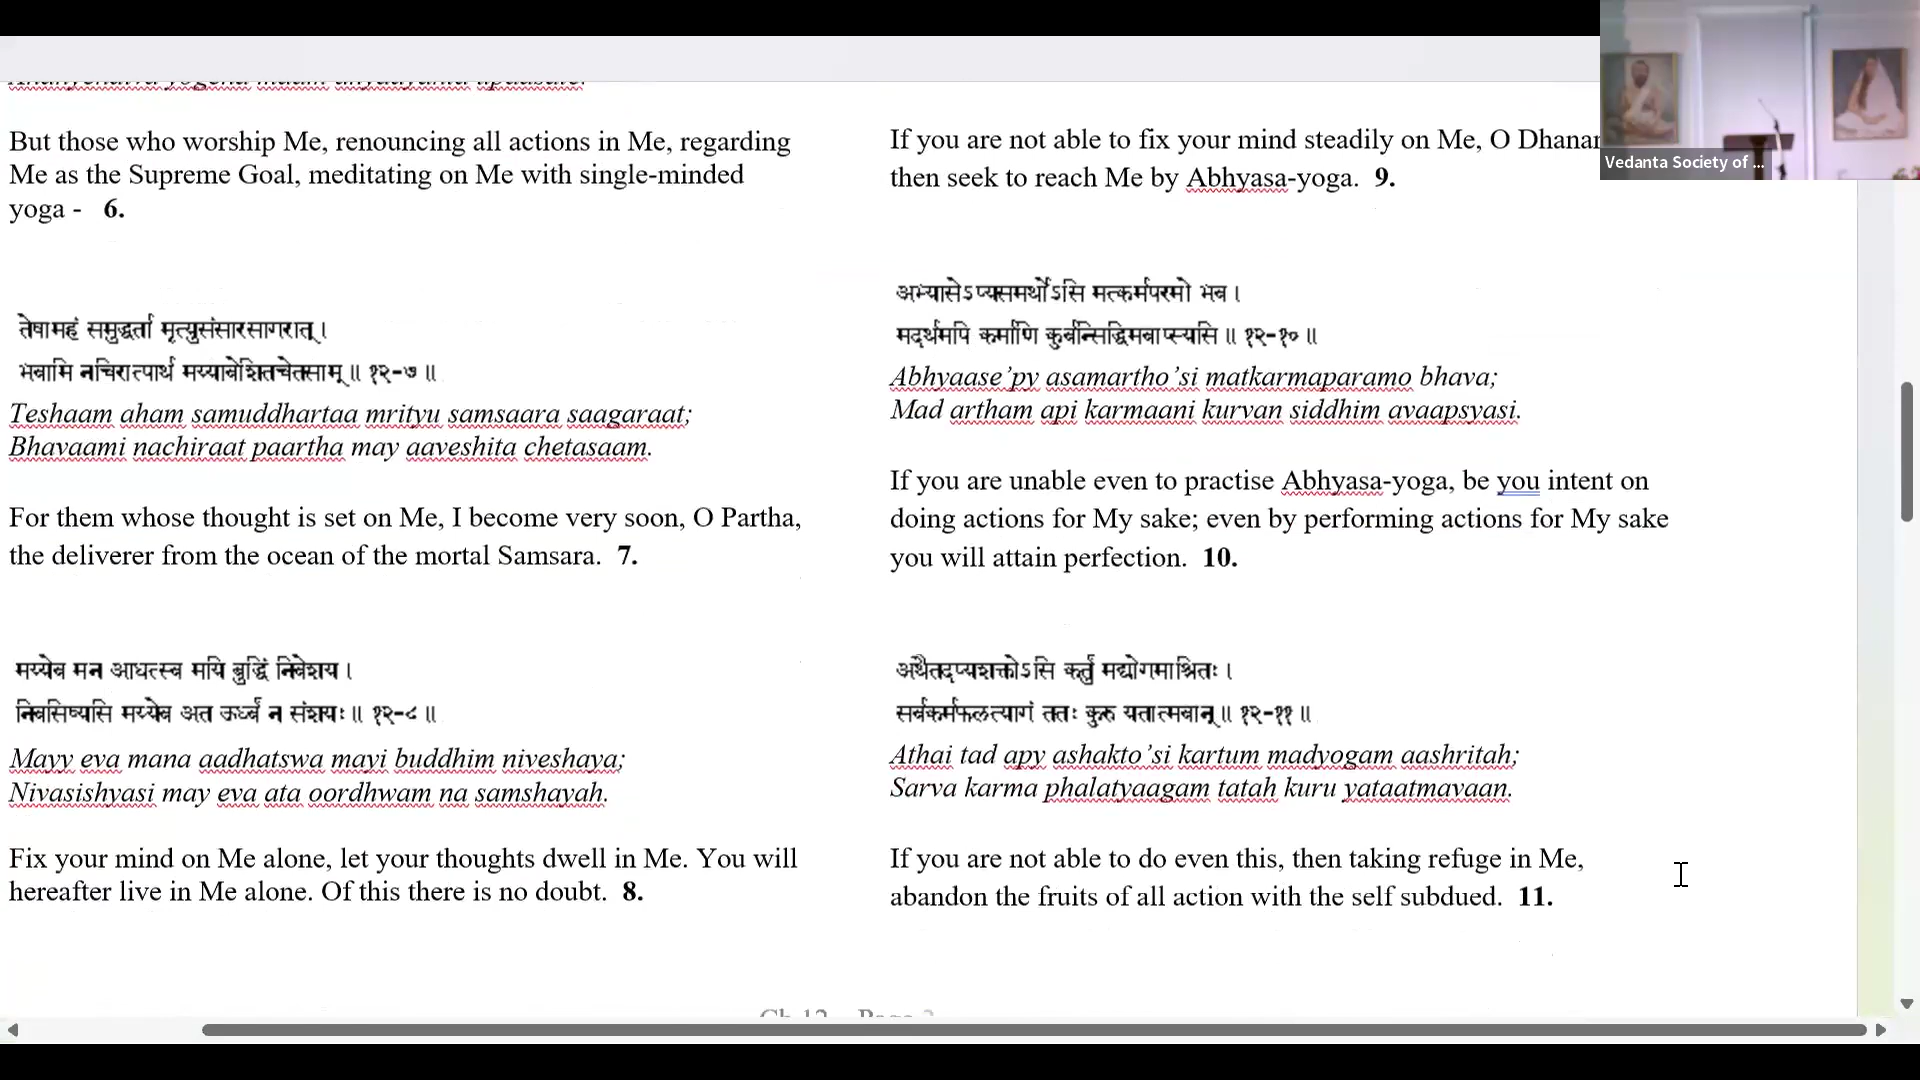 But those who worship Me, renouncing all actions in Me, regarding
Me as the Supreme Goal, meditating on Me with single-minded
yoga - 6.
तेषामहं समुद्धर्ता मृत्युसंसारसागरात्।
भवामि नचिरात्पार्थ मय्यावेशितचेतसाम्॥ १२-७॥
Teshaam aham samuddhartaa mrityu samsaara saagaraat;
Bhavaami nachiraat paartha may aaveshita chetasaam.
For them whose thought is set on Me, I become very soon, O Partha,
the deliverer from the ocean of the mortal Samsara. 7.
मय्येव मन आधत्स्व मयि बुद्धिं निवेशय।
निवसिष्यसि मय्येव अत ऊर्ध्वं न संशयः॥ १२-८॥
Mayy eva mana aadhatswa mayi buddhim niveshaya;
Nivasishyasi may eva ata oordhwam na samshayah.
Fix your mind on Me alone, let your thoughts dwell in Me. You will
hereafter live in Me alone. Of this there is no doubt. 8.
If you are not able to fix your mind steadily on Me, O
then seek to reach Me by Abhyasa-yoga. 9.
अभ्यासेऽप्यसमर्थोऽसि मत्कर्मपरमो भव।
मदर्थमपि कर्माणि कुर्वन्सिद्धिमवाप्स्यसि॥ १२-१०॥
Abhyaase’py asamartho’si matkarmaparamo bhava;
Mad artham api karmaani kurvan siddhim avaapsyasi.
If you are unable even to practise Abhyasa-yoga, be you intent on
doing actions for My sake; even by performing actions for My sake
you will attain perfection. 10.
अथैतदप्यशक्तोऽसि कर्तुं मद्योगमाश्रितः।
सर्वकर्मफलत्यागं ततः कुरु यतात्मवान्॥ १२-११॥
Athai tad apy ashakto’si kartum madyogam aashritah;
Sarva karma phalatyaagam tatah kuru yataatmavaan.
If you are not able to do even this, then taking refuge in Me,
abandon the fruits of all action with the self subdued. 11.
Vedanta Society of ...